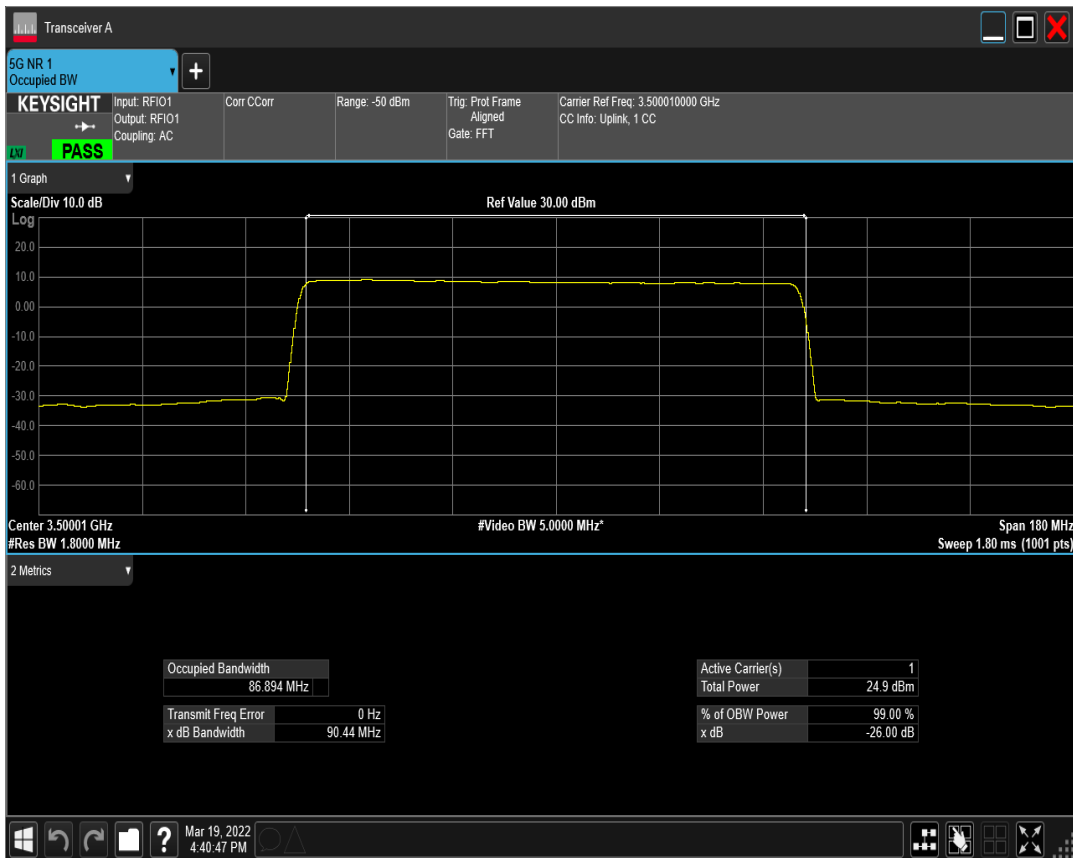 Transceiver A
5G NR 1
Occupied BW
KEYSIGHT
LXI
PASS
Input: RFIO1
Output: RFIO1
Coupling: AC
Corr CCorr
Range: -50 dBm
Trig: Prot Frame
Aligned
Gate: FFT
Carrier Ref Freq: 3.500010000 GHz
CC Info: Uplink, 1 CC
1 Graph
Scale/Div 10.0 dB
Ref Value 30.00 dBm
Log
20.0
10.0
0.00
-10.0
-20.0
-30.0
-40.0
-50.0
-60.0
Center 3.50001 GHz
#Video BW 5.0000 MHz*
Span 180 MHz
#Res BW 1.8000 MHz
Sweep 1.80 ms (1001 pts)
2 Metrics
Occupied Bandwidth
86.894 MHz
Transmit Freq Error 0 Hz
x dB Bandwidth 90.44 MHz
Active Carrier(s) 1
Total Power 24.9 dBm
% of OBW Power 99.00 %
x dB -26.00 dB
?
Mar 19, 2022
4:40:47 PM